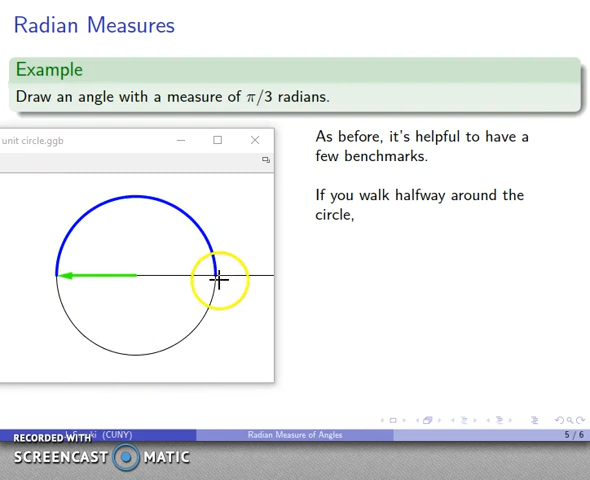 Radian Measures
Example
Draw an angle with a measure of π/3 radians.
unit circle.ggb
As before, it's helpful to have a
few benchmarks.
If you walk halfway around the
circle,
(CUNY)
Radian Measure of Angles
5 / 6
RECORDED WITH
SCREENCAST MATIC